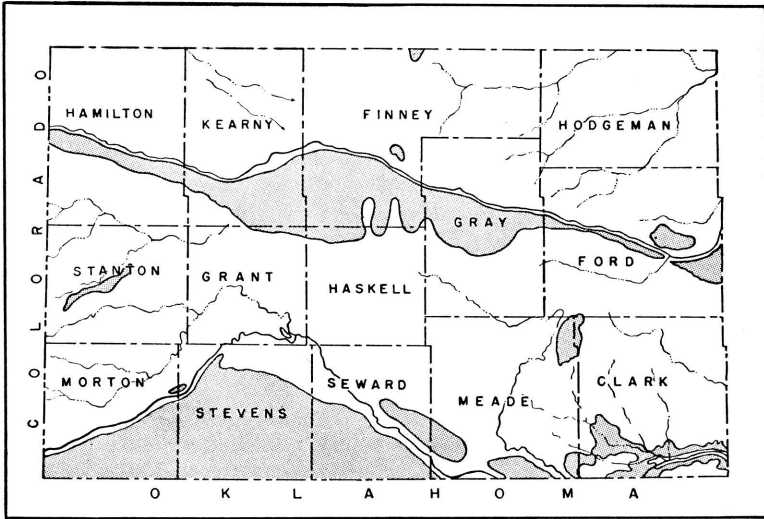 HAMILTON
KEARNY
FINNEY
HODGEMAN
COLORADO
GRAY
STANTON
GRANT
HASKELL
FORD
MORTON
STEVENS
SEWARD
MEADE
CLARK
OKLAHOMA